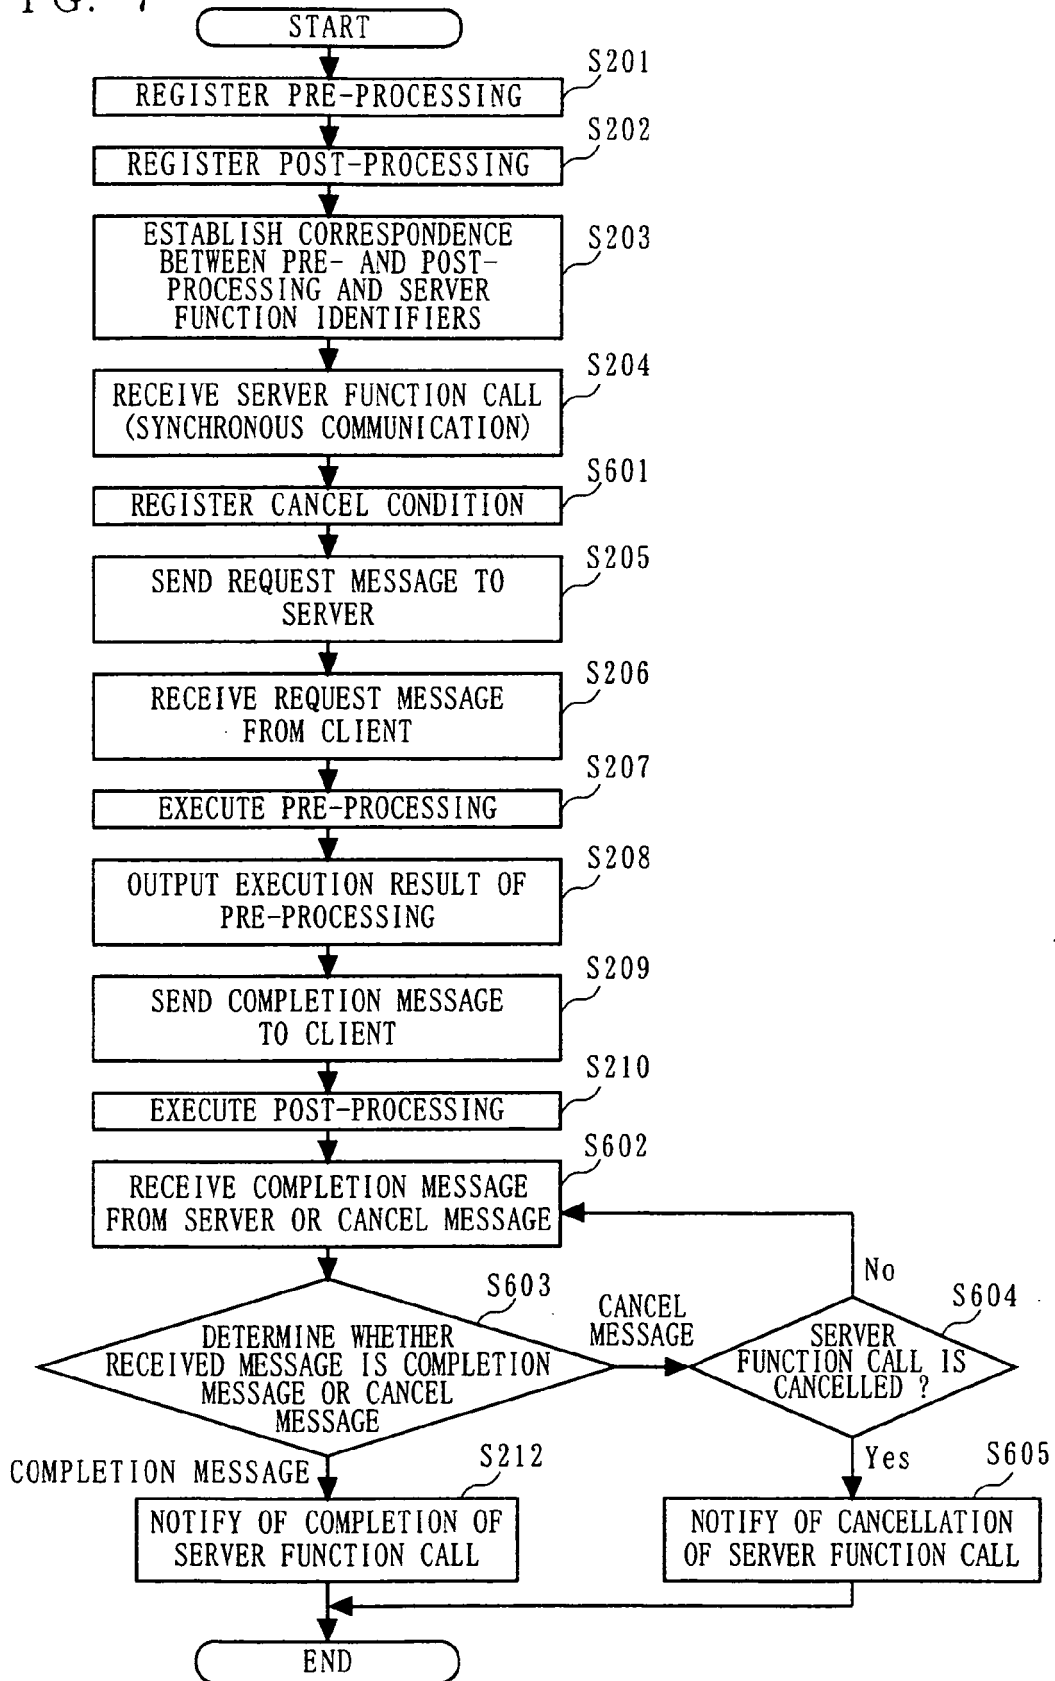 FG. 7
START
S201
REGISTER PRE-PROCESSING
S202
REGISTER POST-PROCESSING
S203
ESTABLISH CORRESPONDENCE
BETWEEN PRE- AND POST-
PROCESSING AND SERVER
FUNCTION IDENTIFIERS
S204
RECEIVE SERVER FUNCTION CALL
(SYNCHRONOUS COMMUNICATION)
S601
REGISTER CANCEL CONDITION
S205
SEND REQUEST MESSAGE TO
SERVER
S206
RECEIVE REQUEST MESSAGE
FROM CLIENT
S207
EXECUTE PRE-PROCESSING
S208
OUTPUT EXECUTION RESULT OF
PRE-PROCESSING
S209
SEND COMPLETION MESSAGE
TO CLIENT
S210
EXECUTE POST-PROCESSING
S602
RECEIVE COMPLETION MESSAGE
FROM SERVER OR CANCEL MESSAGE
S603
DETERMINE WHETHER
RECEIVED MESSAGE IS COMPLETION
MESSAGE OR CANCEL
MESSAGE
CANCEL
MESSAGE
No
S604
SERVER
FUNCTION CALL IS
CANCELLED ?
COMPLETION MESSAGE
S212
NOTIFY OF COMPLETION OF
SERVER FUNCTION CALL
Yes
S605
NOTIFY OF CANCELLATION
OF SERVER FUNCTION CALL
END